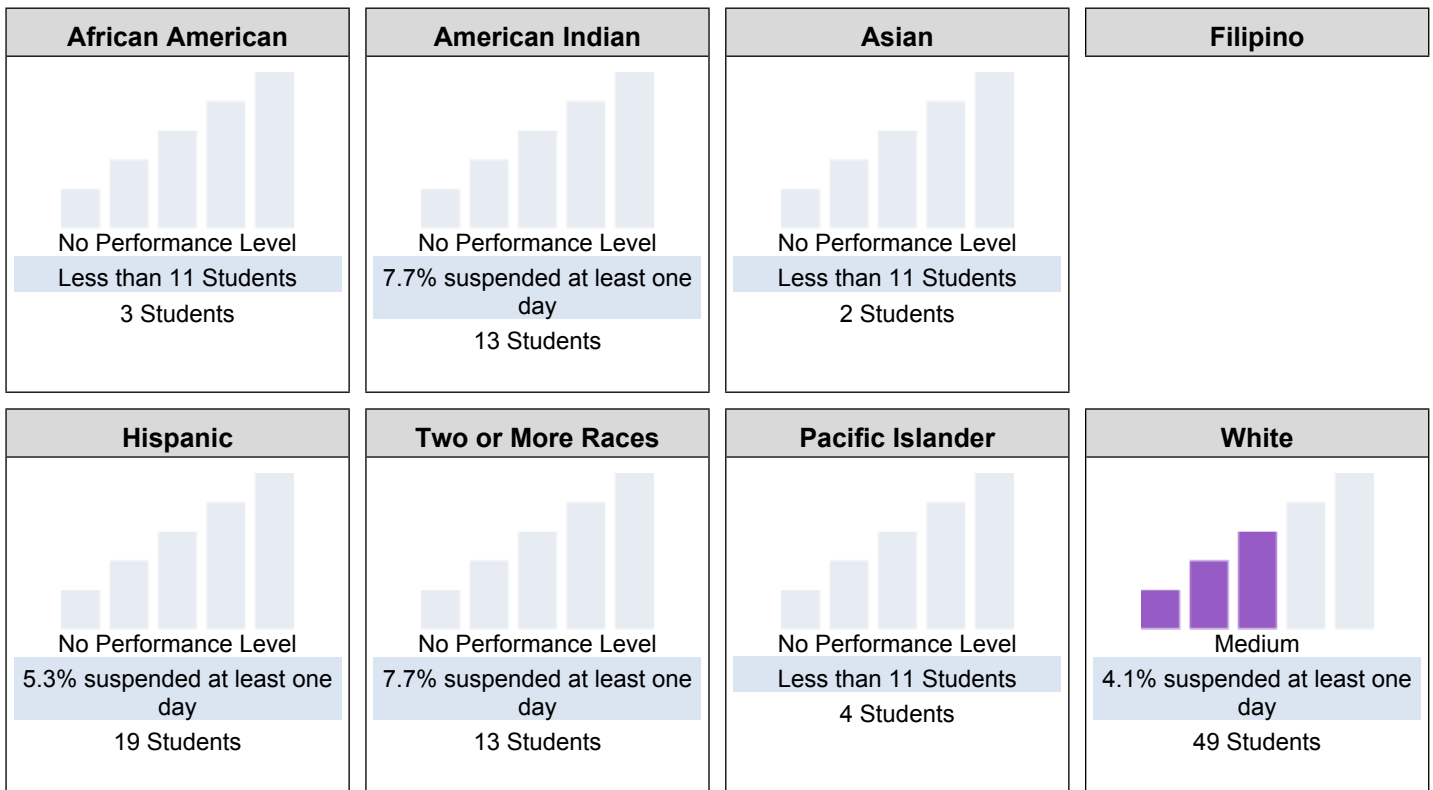 African American
No Performance Level
Less than 11 Students
3 Students
American Indian
No Performance Level
7.7% suspended at least one
day
13 Students
Asian
No Performance Level
Less than 11 Students
2 Students
Filipino
Hispanic
No Performance Level
5.3% suspended at least one
day
19 Students
Two or More Races
No Performance Level
7.7% suspended at least one
day
13 Students
Pacific Islander
No Performance Level
Less than 11 Students
4 Students
White
Medium
4.1% suspended at least one
day
49 Students